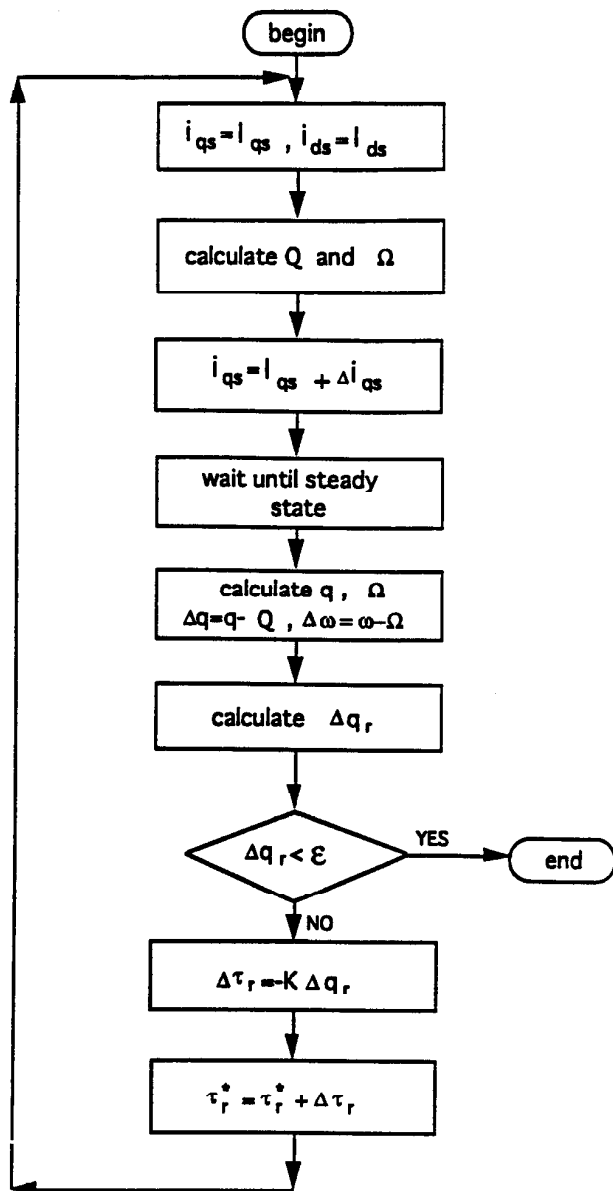 begin
i_qs = I_qs , i_ds = I_ds
calculate Q and Ω
i_qs = I_qs + Δi_qs
wait until steady
state
calculate q , Ω
Δq=q- Q , Δω=ω-Ω
calculate Δq_r
Δq_r < ε
YES
end
NO
Δτ_r=-K Δq_r
τ_r^* = τ_r^* + Δτ_r